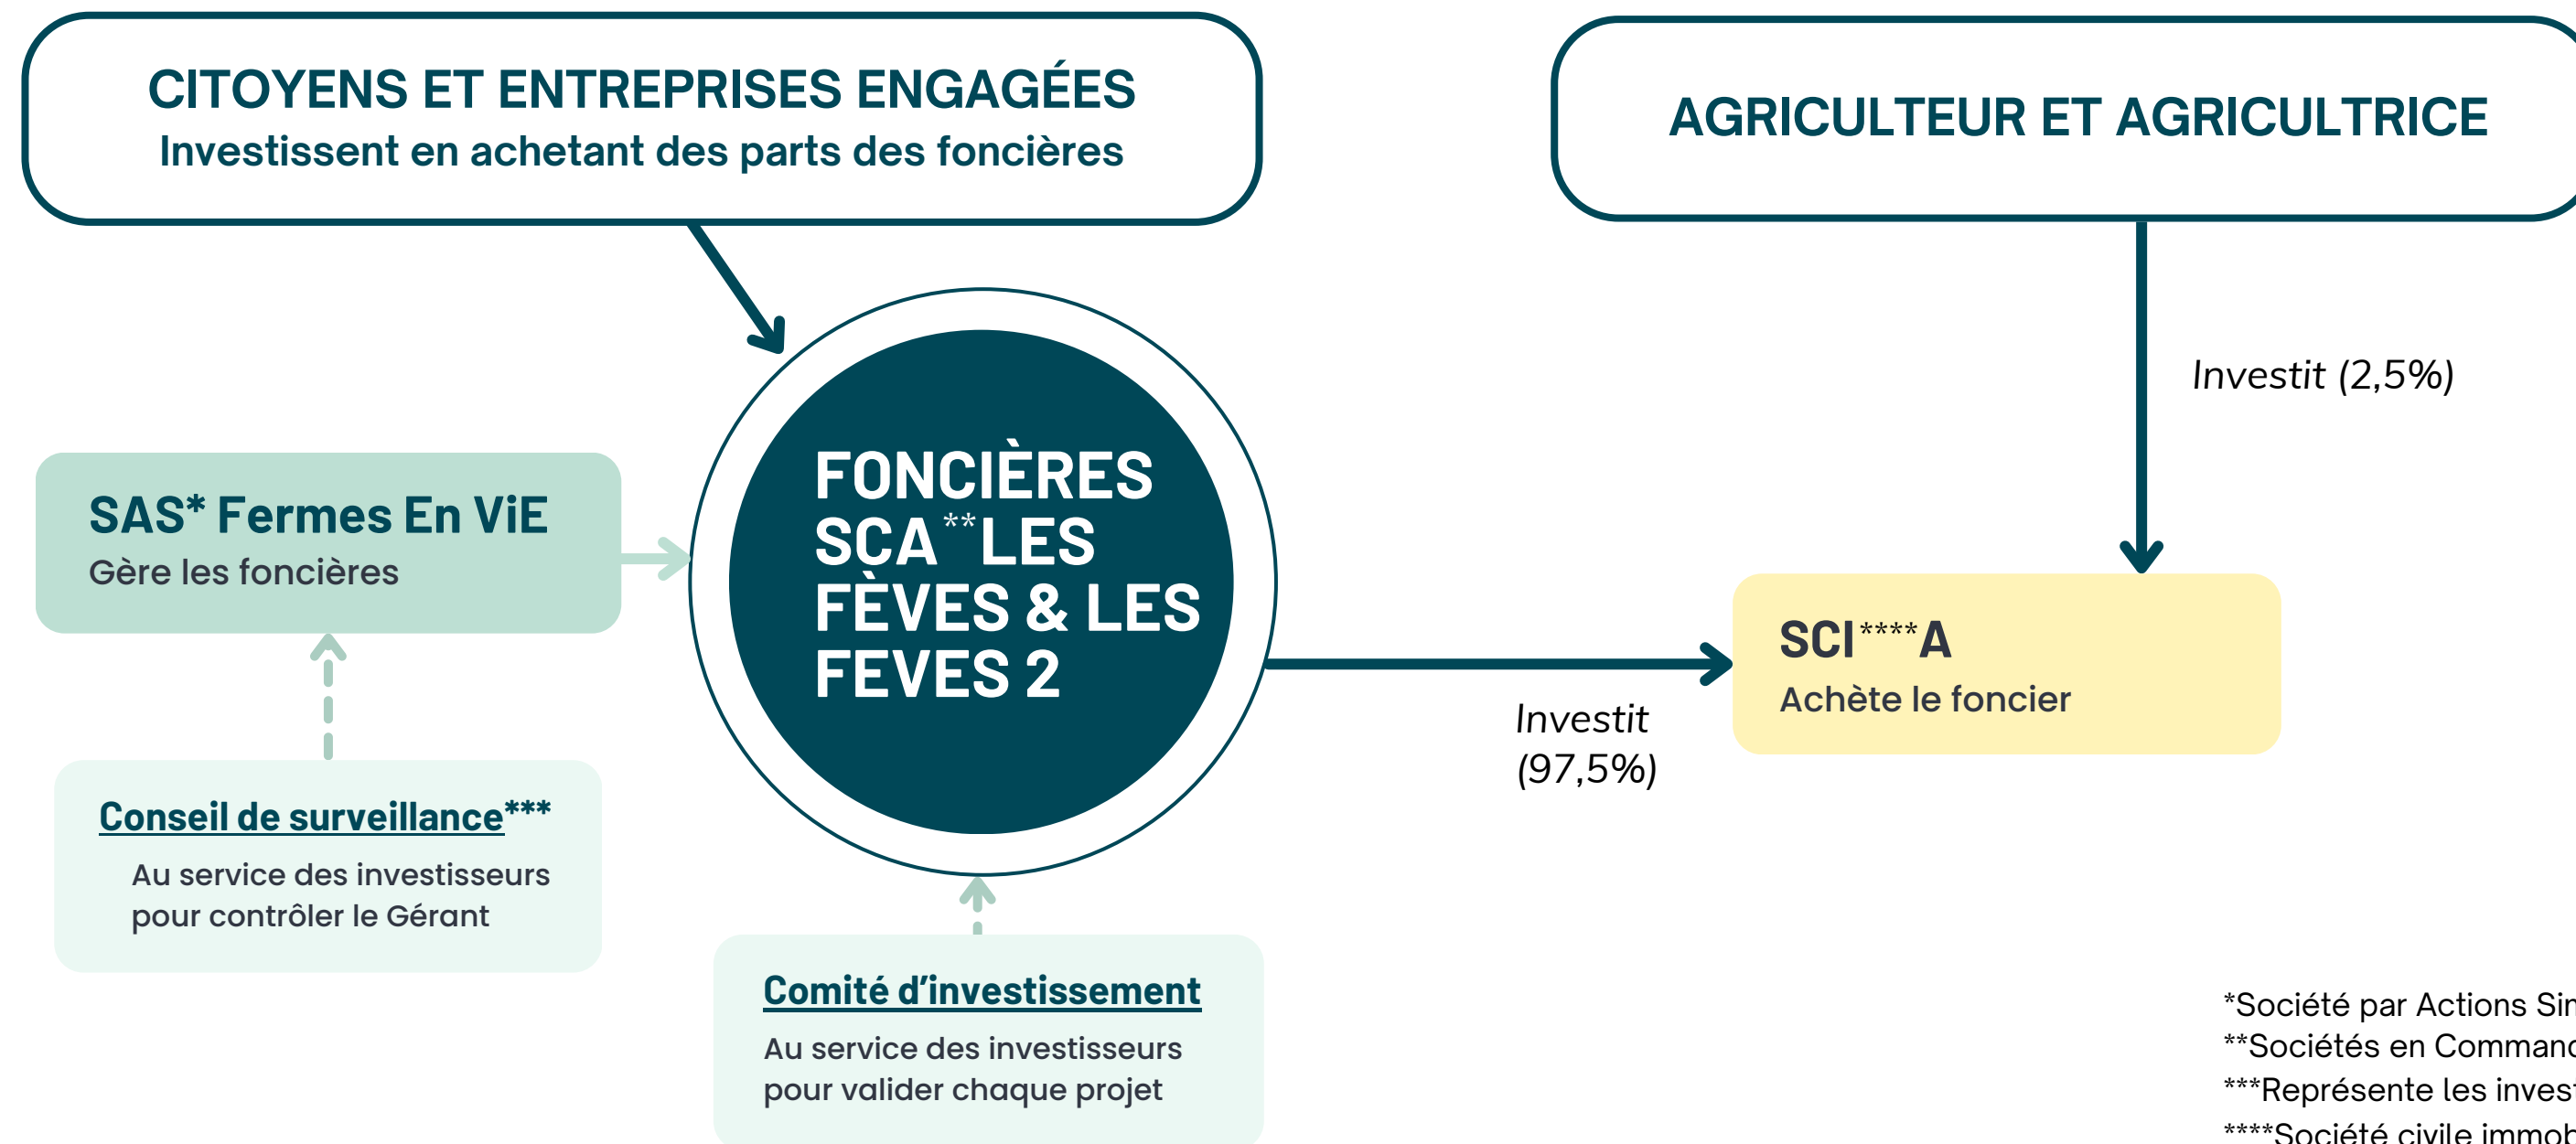 CITOYENS ET ENTREPRISES ENGAGÉES
Investissent en achetant des parts des foncières
AGRICULTEUR ET AGRICULTRICE
Investit (2,5%)
FONCIÈRES
SCA**LES
FÈVES & LES
FEVES 2
SAS* Fermes En ViE
Gère les foncières
SCI****A
Achète le foncier
Investit
(97,5%)
Conseil de surveillance***
Au service des investisseurs
pour contrôler le Gérant
Comité d’investissement
Au service des investisseurs
pour valider chaque projet
*Société par Actions
**Sociétés en
***Représente les
****Société civile